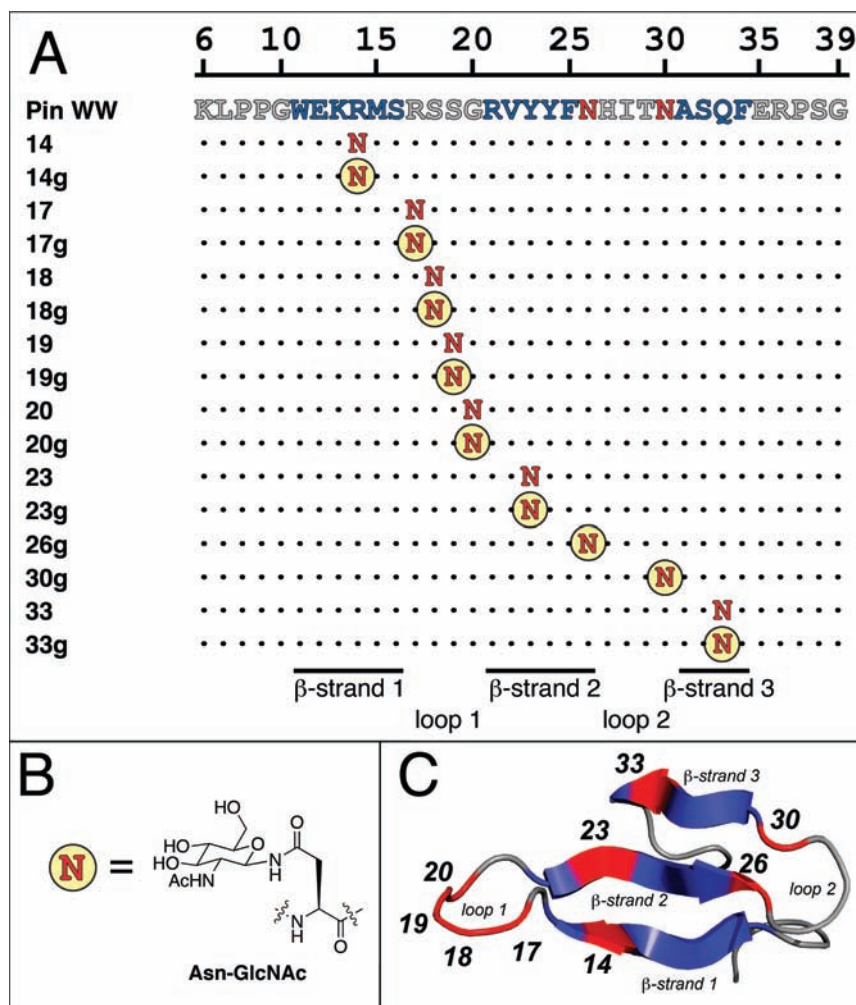 A
6 10 15 20 25 30 35 39
Pin WW KLPPGWEKRMSRSSGRVYYFNHITNASQFERPSG
14 N
14g N
17 N
17g N
18 N
18g N
19 N
19g N
20 N
20g N
23 N
23g N
26g N
30g N
33 N
33g N
β-strand 1 β-strand 2 β-strand 3
loop 1 loop 2
B
N =
HO
HO
HO
AcHN
O
O
NH
N
H
O
Asn-GlcNAc
C
33 β-strand 3
30
23
20 26
loop 1 β-strand 2 loop 2
19
18 17 14
β-strand 1